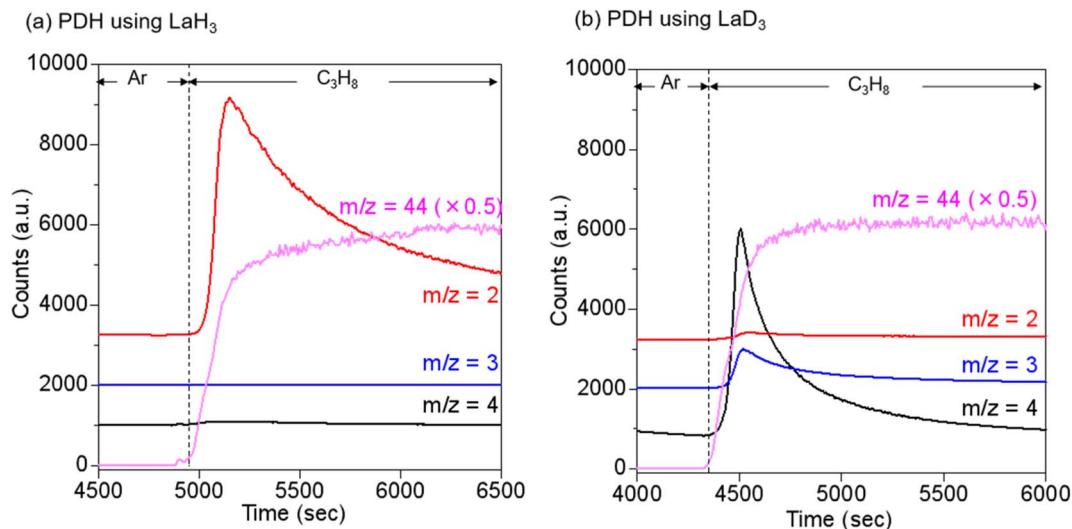 (a) PDH using LaH₃
10000
8000
6000
4000
2000
0
Counts (a.u.)
Ar
C₃H₈
m/z = 44 (×0.5)
m/z = 2
m/z = 3
m/z = 4
4500 5000 5500 6000 6500
Time (sec)
(b) PDH using LaD₃
10000
8000
6000
4000
2000
0
Counts (a.u.)
Ar
C₃H₈
m/z = 44 (×0.5)
m/z = 2
m/z = 3
m/z = 4
4000 4500 5000 5500 6000
Time (sec)